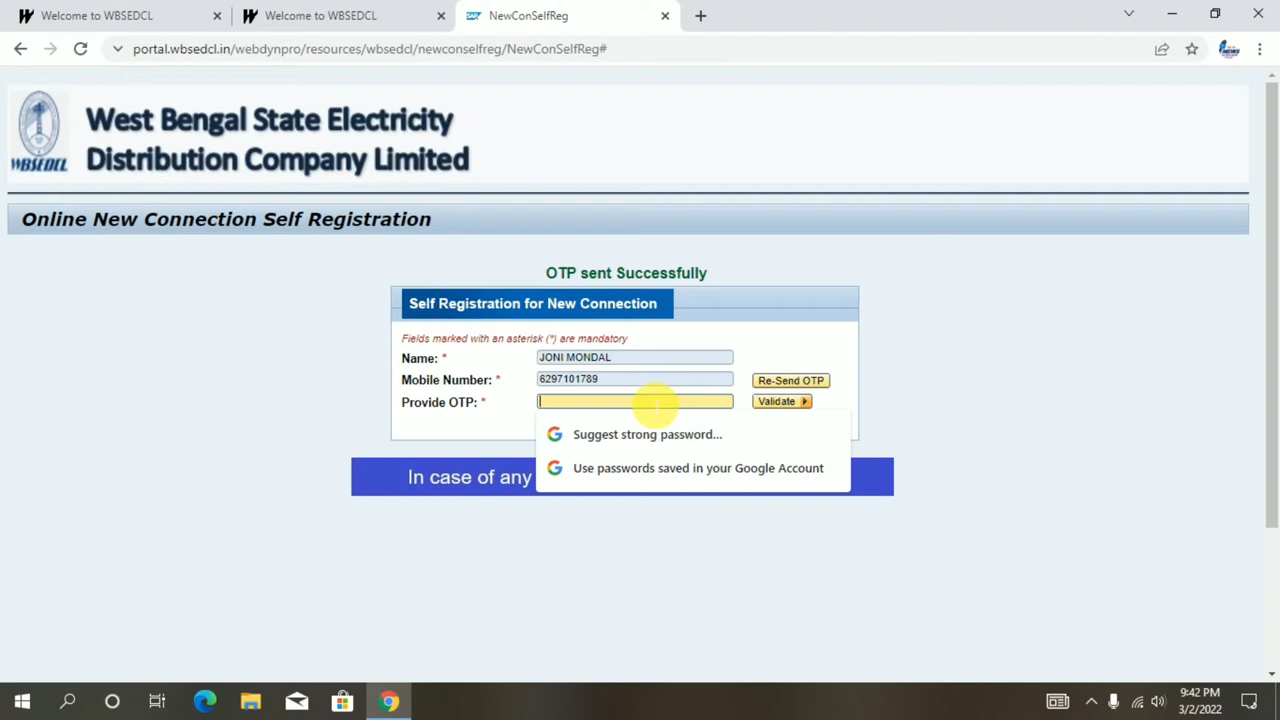 Welcome to WBSEDCL
Welcome to WBSEDCL
NewConSelfReg
portal.wbsedcl.in/webdynpro/resources/wbsedcl/newconselfreg/NewConSelfReg#
West Bengal State Electricity
Distribution Company Limited
WBSEDCL
Online New Connection Self Registration
OTP sent Successfully
Self Registration for New Connection
Fields marked with an asterisk (*) are mandatory
Name: * JONI MONDAL
Mobile Number: * 6297101789 Re-Send OTP
Provide OTP: * Validate
Suggest strong password...
Use passwords saved in your Google Account
In case of any
9:42 PM
3/2/2022